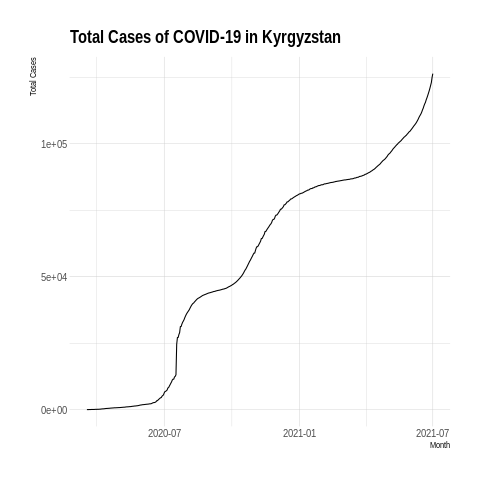 Total Cases of COVID-19 in Kyrgyzstan
Total Cases
1e+05
5e+04
0e+00
2020-07 2021-01 2021-07
Month